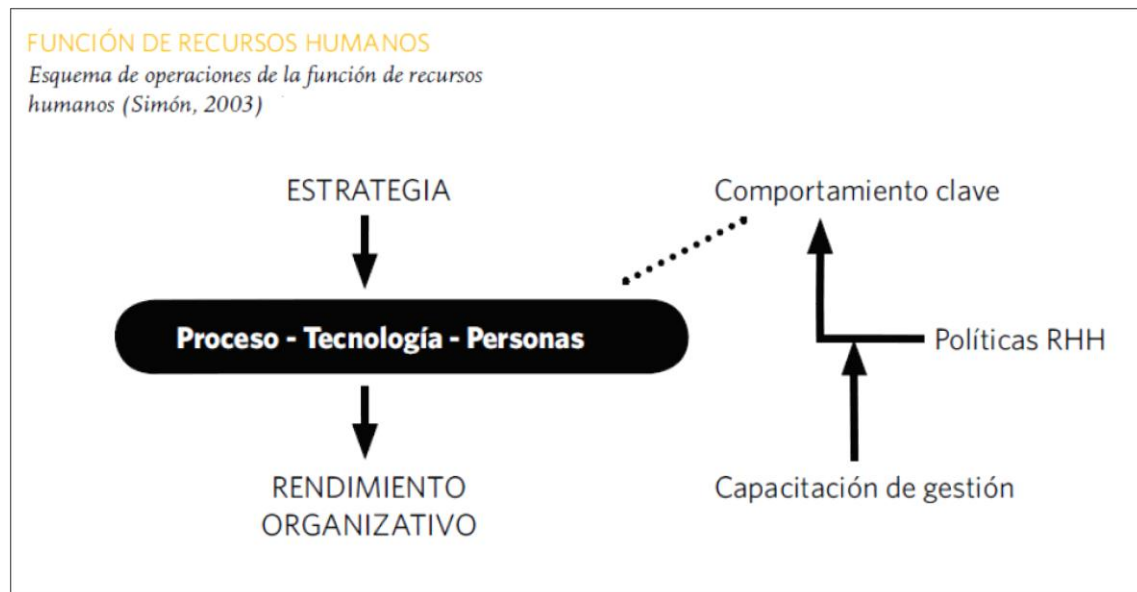 FUNCIÓN DE RECURSOS HUMANOS
Esquema de operaciones de la función de recursos
humanos (Simón, 2003)
ESTRATEGIA
Comportamiento clave
Proceso - Tecnología - Personas
Políticas RHH
RENDIMIENTO
ORGANIZATIVO
Capacitación de gestión